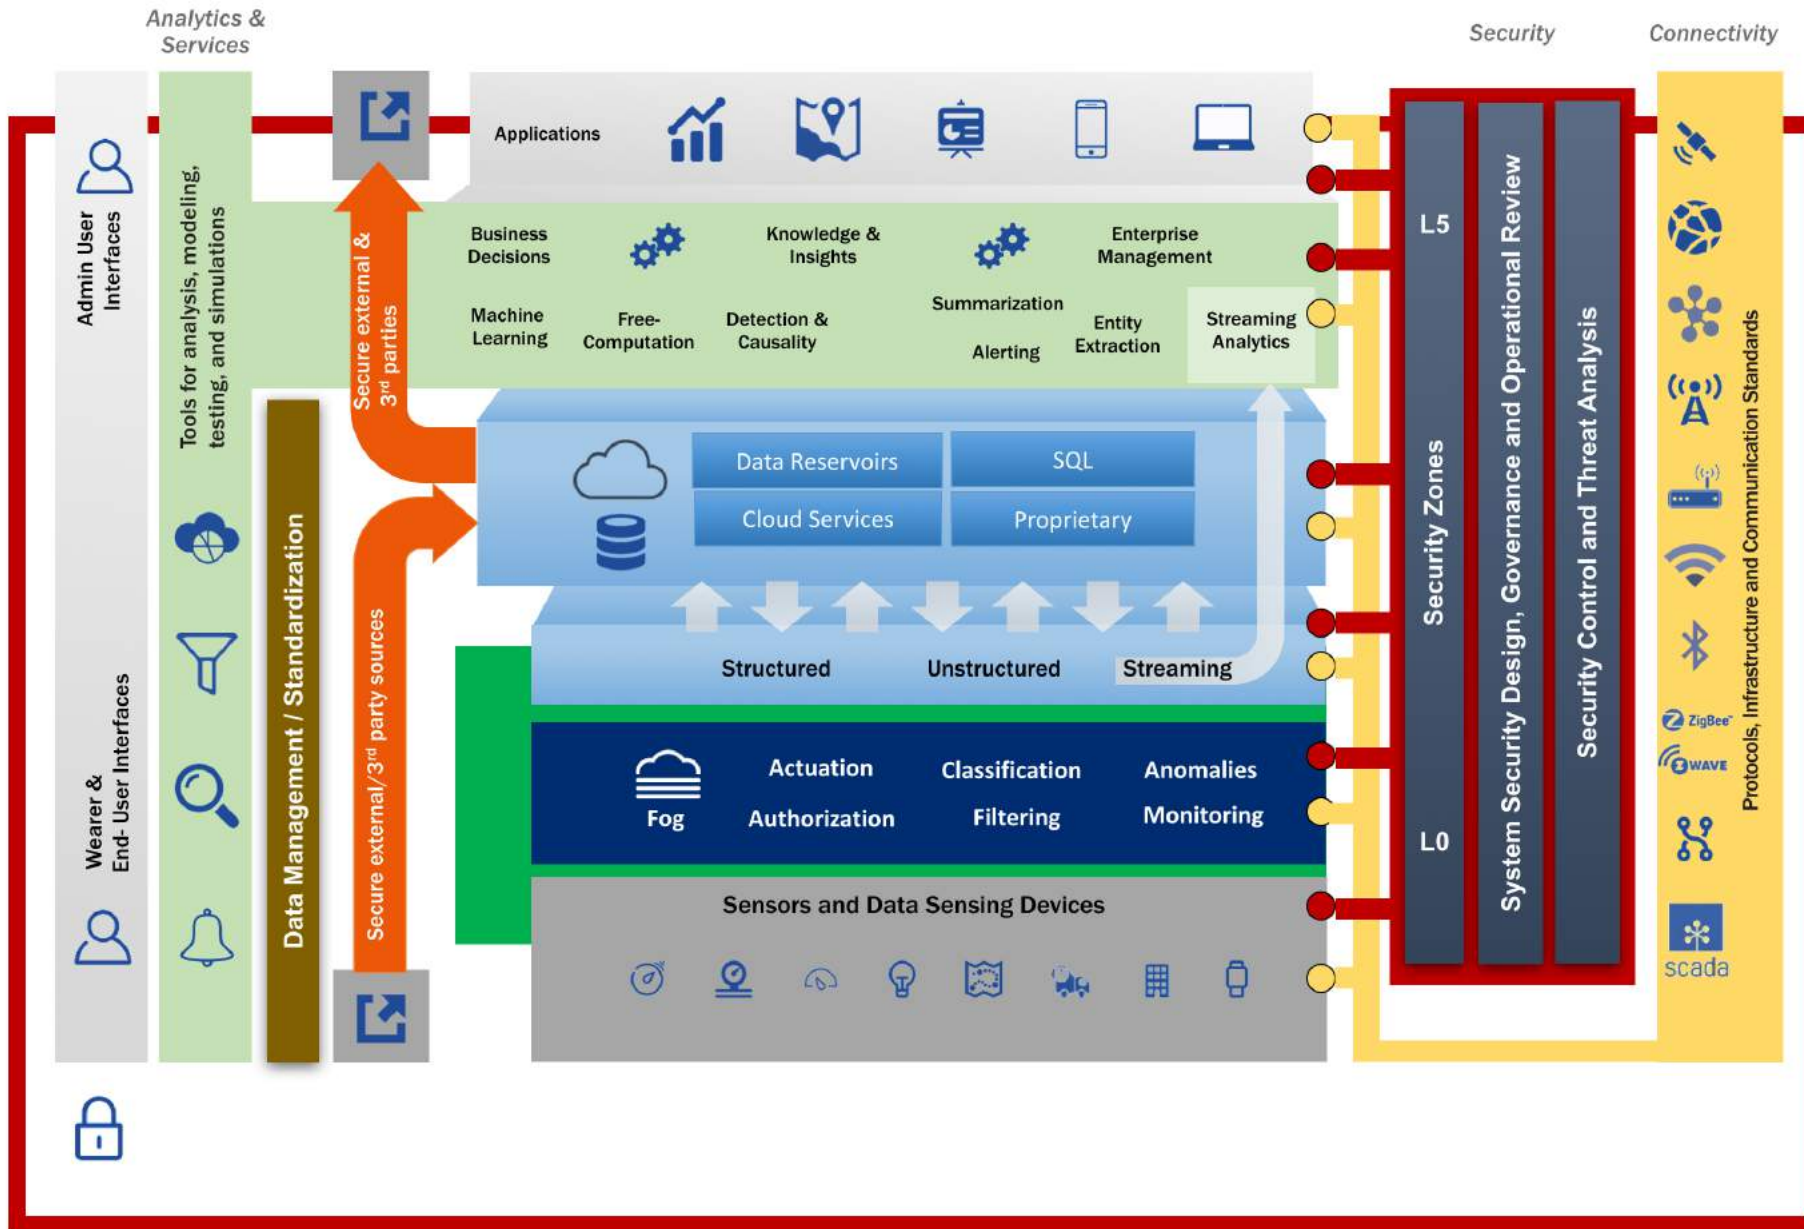 Analytics &
Services
Security
Connectivity
Admin User
Interfaces
Wearer &
End- User Interfaces
Tools for analysis, modeling,
testing, and simulations
Data Management / Standardization
Secure external &
3rd parties
Secure external/3rd party sources
Applications
Business
Decisions
Knowledge &
Insights
Enterprise
Management
Machine
Learning
Free-
Computation
Detection &
Causality
Summarization
Alerting
Entity
Extraction
Streaming
Analytics
Data Reservoirs
SQL
Cloud Services
Proprietary
Structured
Unstructured
Streaming
Fog
Actuation
Classification
Anomalies
Authorization
Filtering
Monitoring
Sensors and Data Sensing Devices
L5
Security Zones
L0
System Security Design, Governance and Operational Review
Security Control and Threat Analysis
Protocols, Infrastructure and Communication Standards
ZigBee™
WAVE
scada